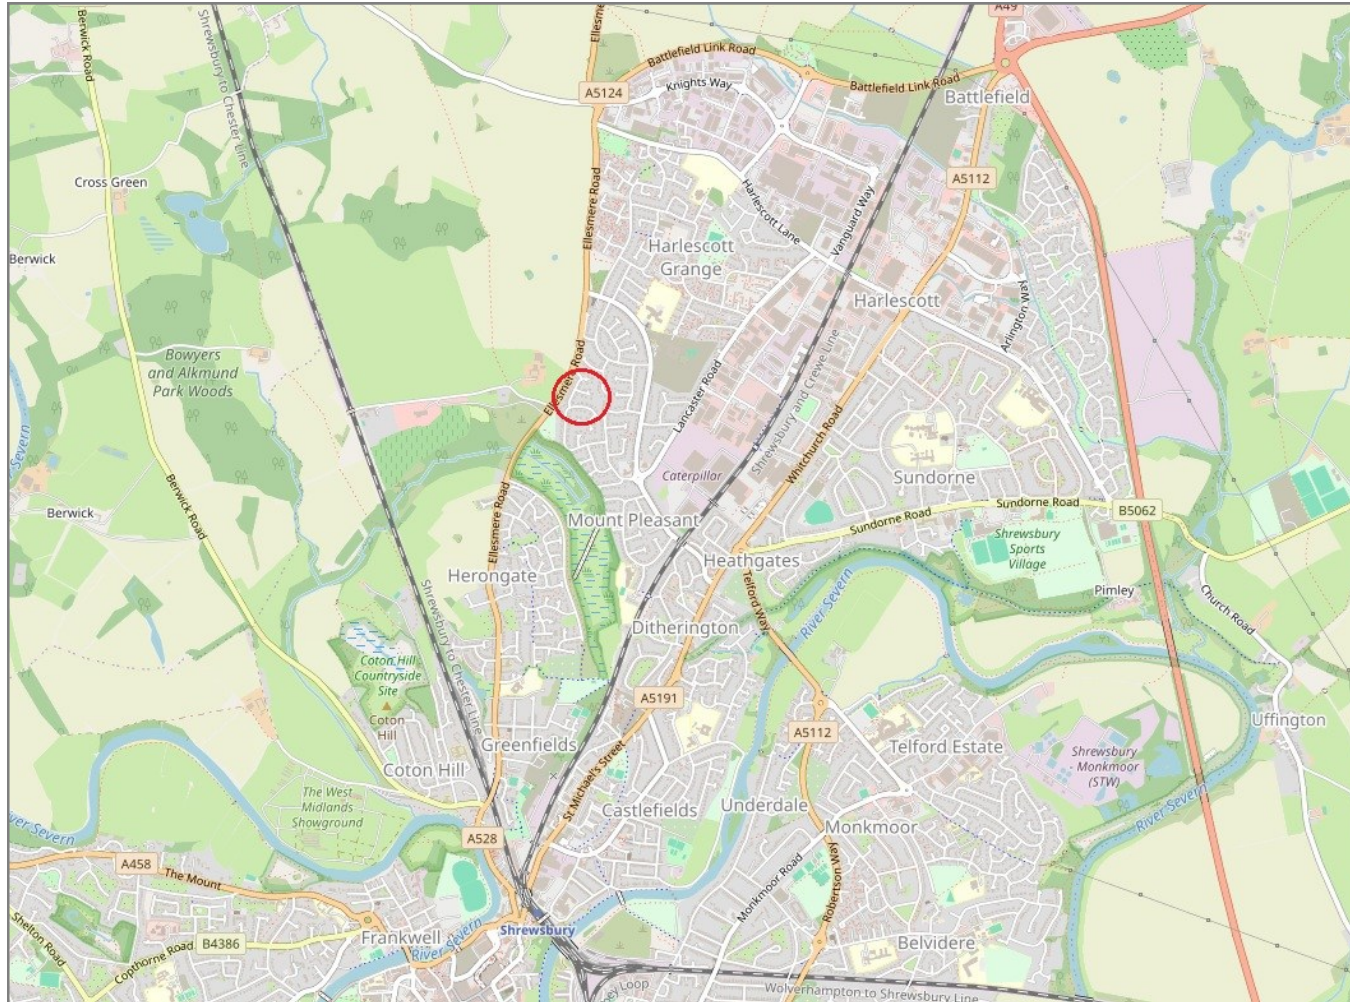 Ellesme
A49
Berwick Road
Shrewsbury to Chester Line
Battlefield Link Road
Knights Way
Battlefield Link Road
A5124
Battlefield
Cross Green
A5112
Harlescott Lane
Vanguard Way
Ellesmere Road
Harlescott
Grange
Berwick
Harlescott
Arlington Way
Bowyers
and Alkmund
Park Woods
Ellesmere Road
Lancaster Road
Shrewsbury and Crewe Line
Whitchurch Road
Severn
Caterpillar
Sundorne
Berwick Road
Berwick
Ellesmere Road
Mount Pleasant
Sundorne Road
Sundorne Road
B5062
Shrewsbury
Sports
Village
Heathgates
Herongate
Telford Way
River Severn
Pimley
Church Road
Shrewsbury to Chester Line
Ditherington
Coton Hill
Countryside
Site
Coton
Hill
A5191
Uffington
A5112
Telford Estate
Shrewsbury
- Monkmoor
(STW)
Greenfields
Coton Hill
St Michael's Street
The West
Midlands
Showground
Castlefields
Underdale
Monkmoor
River Severn
ver Severn
A528
A458
The Mount
Monkmoor Road
Robertson Way
Shelton Road
Copthorne Road
B4386
Frankwell
River Severn
Shrewsbury
Belvidere
ey Loop
Wolverhampton to Shrewsbury Line